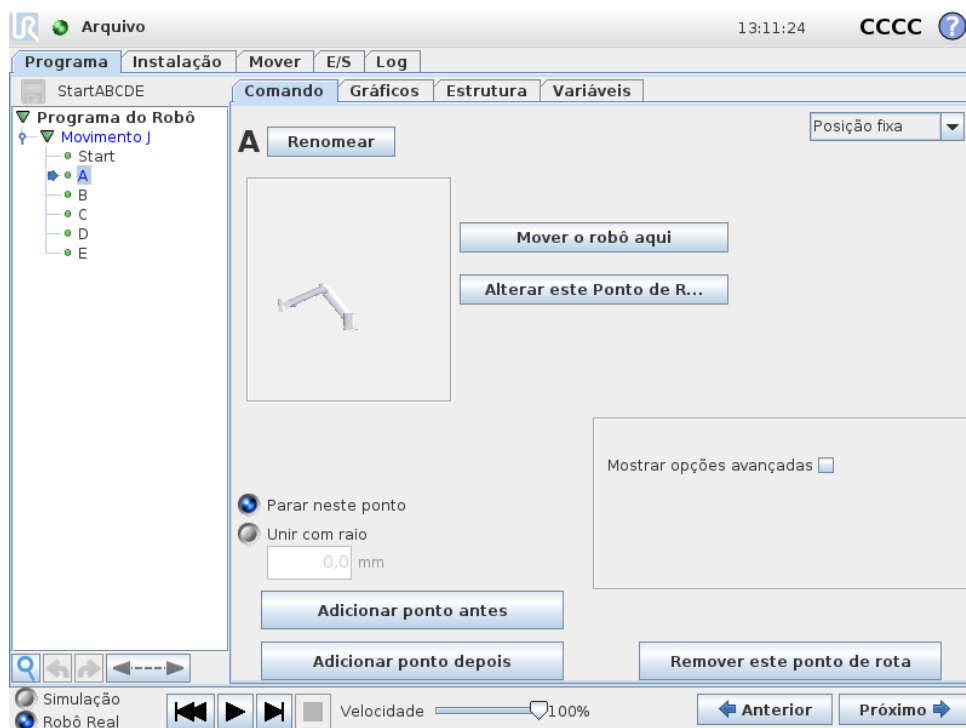 UR Arquivo 13:11:24 CCCC ?
Programa Instalação Mover E/S Log
StartABCDE Comando Gráficos Estrutura Variáveis
Programa do Robô
Movimento J
Start
A
B
C
D
E
A Renomear Posição fixa
Mover o robô aqui
Alterar este Ponto de R...
Mostrar opções avançadas
Parar neste ponto
Unir com raio
0,0 mm
Adicionar ponto antes
Adicionar ponto depois Remover este ponto de rota
Simulação
Robô Real
Velocidade 100% Anterior Próximo